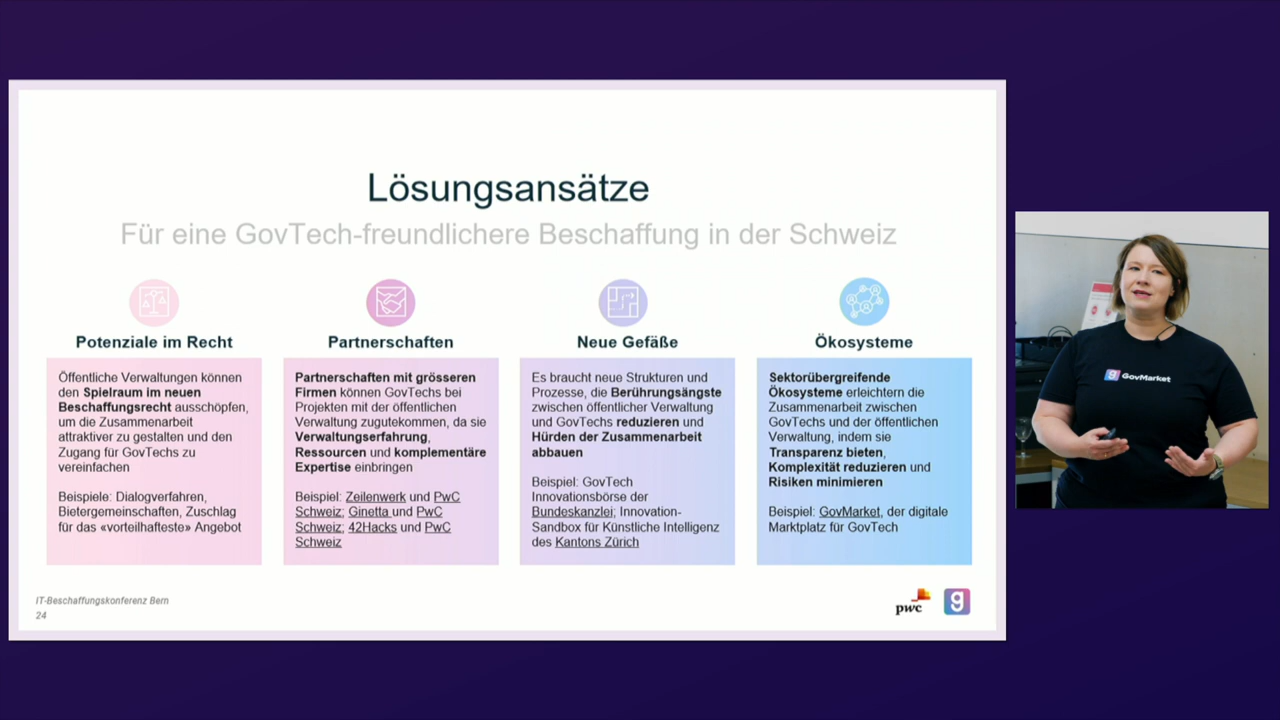 Lösungsansätze
Für eine GovTech-freundlichere Beschaffung in der Schweiz
Potenziale im Recht
Öffentliche Verwaltungen können
den Spielraum im neuen
Beschaffungsrecht ausschöpfen,
um die Zusammenarbeit
attraktiver zu gestalten und den
Zugang für GovTechs zu
vereinfachen
Beispiele: Dialogverfahren,
Bietergemeinschaften, Zuschlag
für das «vorteilhafteste» Angebot
Partnerschaften
Partnerschaften mit grösseren
Firmen können GovTechs bei
Projekten mit der öffentlichen
Verwaltung zugutekommen, da sie
Verwaltungserfahrung,
Ressourcen und komplementäre
Expertise einbringen
Beispiel: Zeilenwerk und PwC
Schweiz; Ginetta und PwC
Schweiz; 42Hacks und PwC
Schweiz
Neue Gefäße
Es braucht neue Strukturen und
Prozesse, die Berührungsängste
zwischen öffentlicher Verwaltung
und GovTechs reduzieren und
Hürden der Zusammenarbeit
abbauen
Beispiel: GovTech
Innovationsbörse der
Bundeskanzlei; Innovation-
Sandbox für Künstliche Intelligenz
des Kantons Zürich
Ökosysteme
Sektorübergreifende
Ökosysteme erleichtern die
Zusammenarbeit zwischen
GovTechs und der öffentlichen
Verwaltung, indem sie
Transparenz bieten,
Komplexität reduzieren und
Risiken minimieren
Beispiel: GovMarket, der digitale
Marktplatz für GovTech
IT-Beschaffungskonferenz Bern
24
pwc
g
g GovMarket